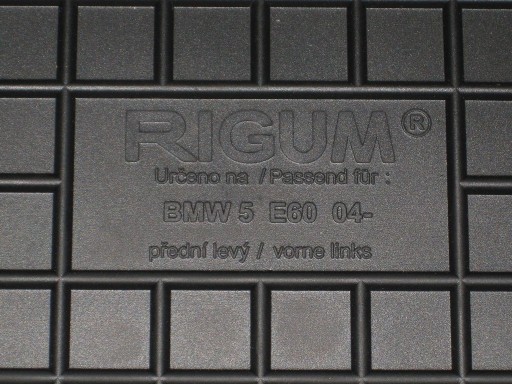 RIGUM®
Určeno na / Passend für :
BMW 5 E60 04-
přední levý / vorne links